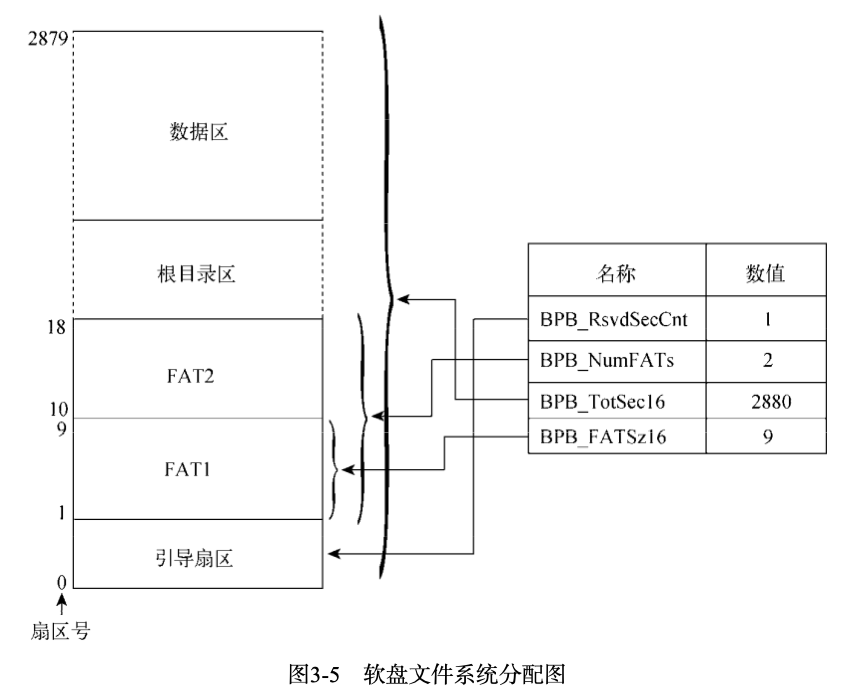 2879
数据区
根目录区
18
FAT2
10
9
FAT1
1
引导扇区
0
扇区号
名称 数值
BPB_RsvdSecCnt 1
BPB_NumFATs 2
BPB_TotSec16 2880
BPB_FATSz16 9
图3-5 软盘文件系统分配图